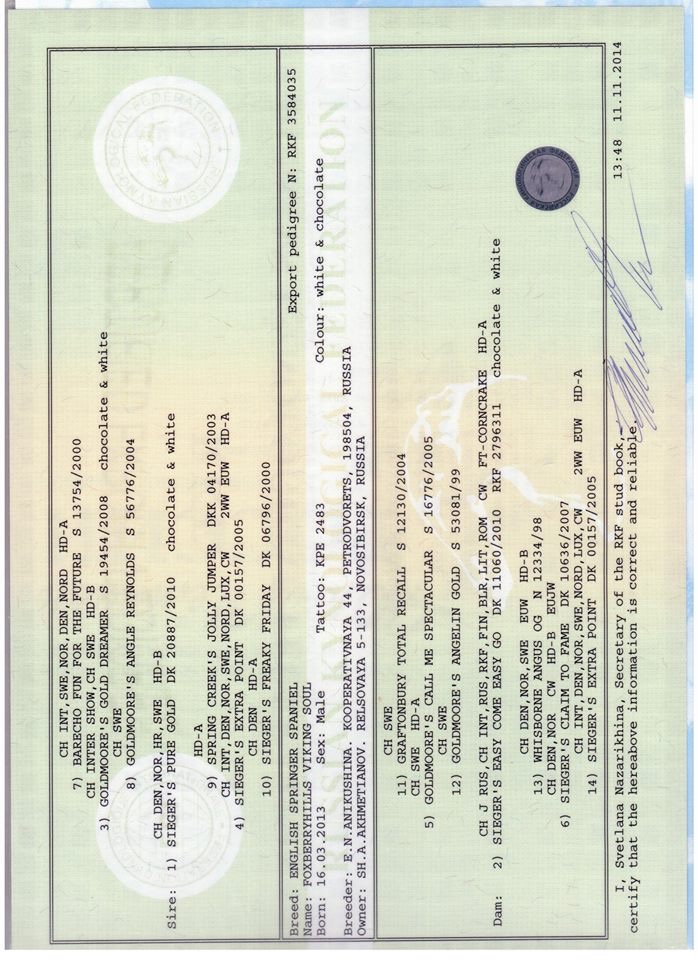 CH INT,SWE,NOR,DEN,NORD HD-A
7) BARECHO FUN FOR THE FUTURE S 13754/2000
CH INTER SHOW,CH SWE HD-B
3) GOLDMOORE'S GOLD DREAMER S 19454/2008 chocolate & white
CH SWE
8) GOLDMOORE'S ANGLE REYNOLDS S 56776/2004
CH DEN,NOR,HR,SWE HD-B
Sire: 1) SIEGER'S PURE GOLD DK 20887/2010 chocolate & white
HD-A
9) SPRING CREEK'S JOLLY JUMPER DKK 04170/2003
CH INT,DEN,NOR,SWE,NORD,LUX,CW 2WW EUW HD-A
4) SIEGER'S EXTRA POINT DK 00157/2005
CH DEN HD-A
10) SIEGER'S FREAKY FRIDAY DK 06796/2000
Export pedigree N: RKF 3584035
Breed: ENGLISH SPRINGER SPANIEL
Name: FOXBERRYHILLS VIKING SOUL
Born: 16.03.2013 Sex: Male Tattoo: KPE 2483 Colour: white & chocolate
Breeder: E.N.ANIKUSHINA. KOOPERATIVNAYA 44, PETRODVORETS, 198504, RUSSIA
Owner: SH.A.AKHMETIANOV. RELSOVAYA 5-133, NOVOSIBIRSK, RUSSIA
CH SWE
11) GRAFTONBURY TOTAL RECALL S 12130/2004
CH SWE HD-A
5) GOLDMOORE'S CALL ME SPECTACULAR S 16776/2005
CH SWE
12) GOLDMOORE'S ANGELIN GOLD S 53081/99
CH J RUS,CH INT,RUS,RKF,FIN,BLR,LIT,ROM CW FT-CORNCRAKE HD-A
Dam: 2) SIEGER'S EASY COME EASY GO DK 11060/2010 RKF 2796311 chocolate & white
CH DEN,NOR,SWE EUW HD-B
13) WHISBORNE ANGUS OG N 12334/98
CH DEN,NOR CW HD-B EUJW
6) SIEGER'S CLAIM TO FAME DK 10636/2007
CH INT,DEN,NOR,SWE,NORD,LUX,CW 2WW EUW HD-A
14) SIEGER'S EXTRA POINT DK 00157/2005
I, Svetlana Nazarikhina, Secretary of the RKF stud book, 13:48 11.11.2014
certify that the hereabove information is correct and reliable.
RUSSIAN KYNOLOGICAL FEDERATION